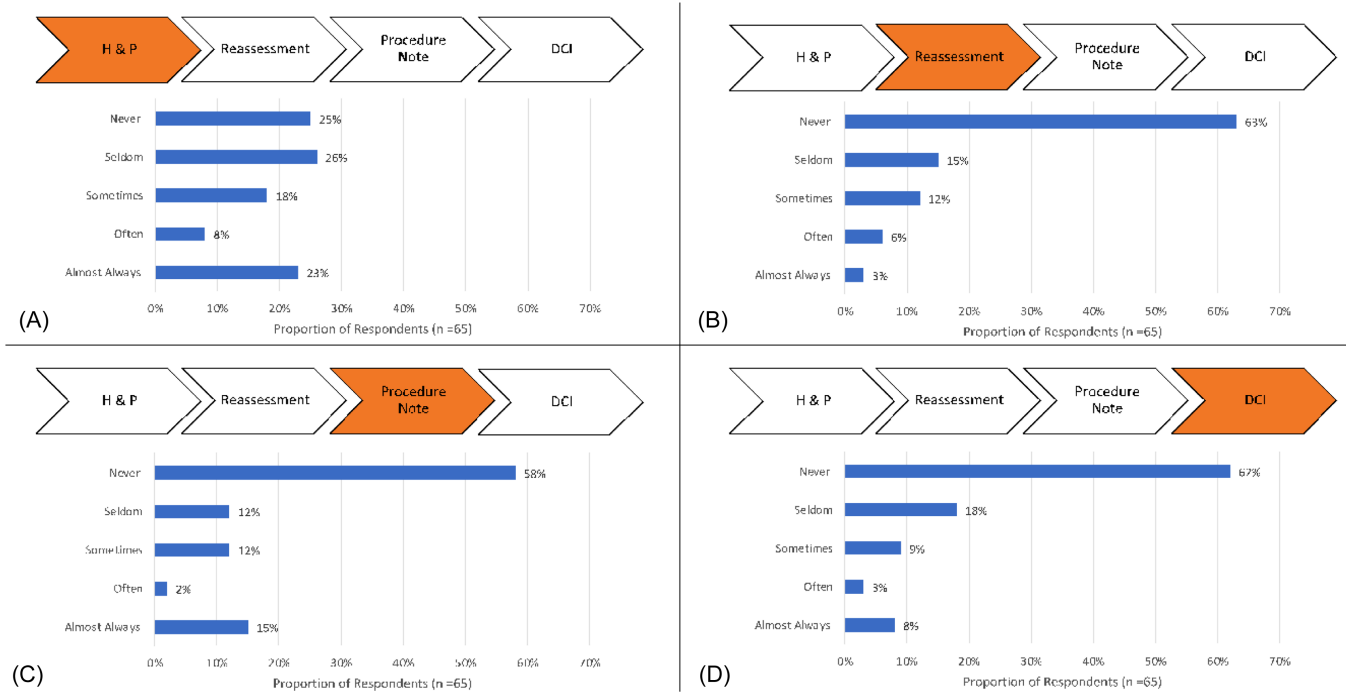 H & P
Reassessment
Procedure
Note
DCI
Never
25%
Seldom
26%
Sometimes
18%
Often
8%
Almost Always
23%
0% 10% 20% 30% 40% 50% 60% 70%
Proportion of Respondents (n =65)
(A)
H & P
Reassessment
Procedure
Note
DCI
Never
63%
Seldom
15%
Sometimes
12%
Often
6%
Almost Always
3%
0% 10% 20% 30% 40% 50% 60% 70%
Proportion of Respondents (n =65)
(B)
H & P
Reassessment
Procedure
Note
DCI
Never
58%
Seldom
12%
Sometimes
12%
Often
2%
Almost Always
15%
0% 10% 20% 30% 40% 50% 60% 70%
Proportion of Respondents (n =65)
(C)
H & P
Reassessment
Procedure
Note
DCI
Never
67%
Seldom
18%
Sometimes
9%
Often
3%
Almost Always
8%
0% 10% 20% 30% 40% 50% 60% 70%
Proportion of Respondents (n =65)
(D)